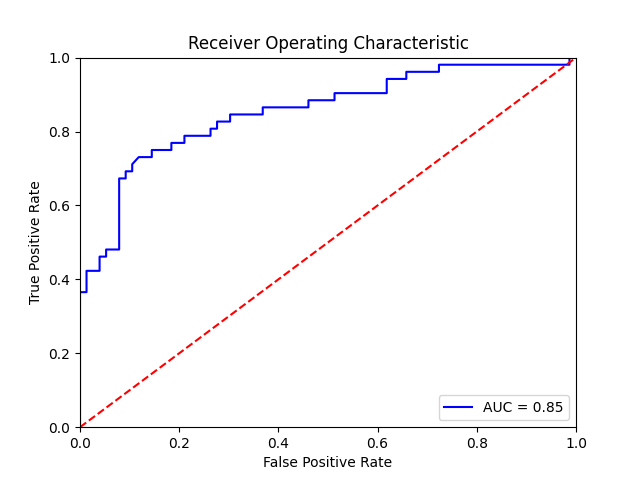 Receiver Operating Characteristic
1.0
0.8
0.6
0.4
0.2
0.0
True Positive Rate
AUC = 0.85
0.0 0.2 0.4 0.6 0.8 1.0
False Positive Rate